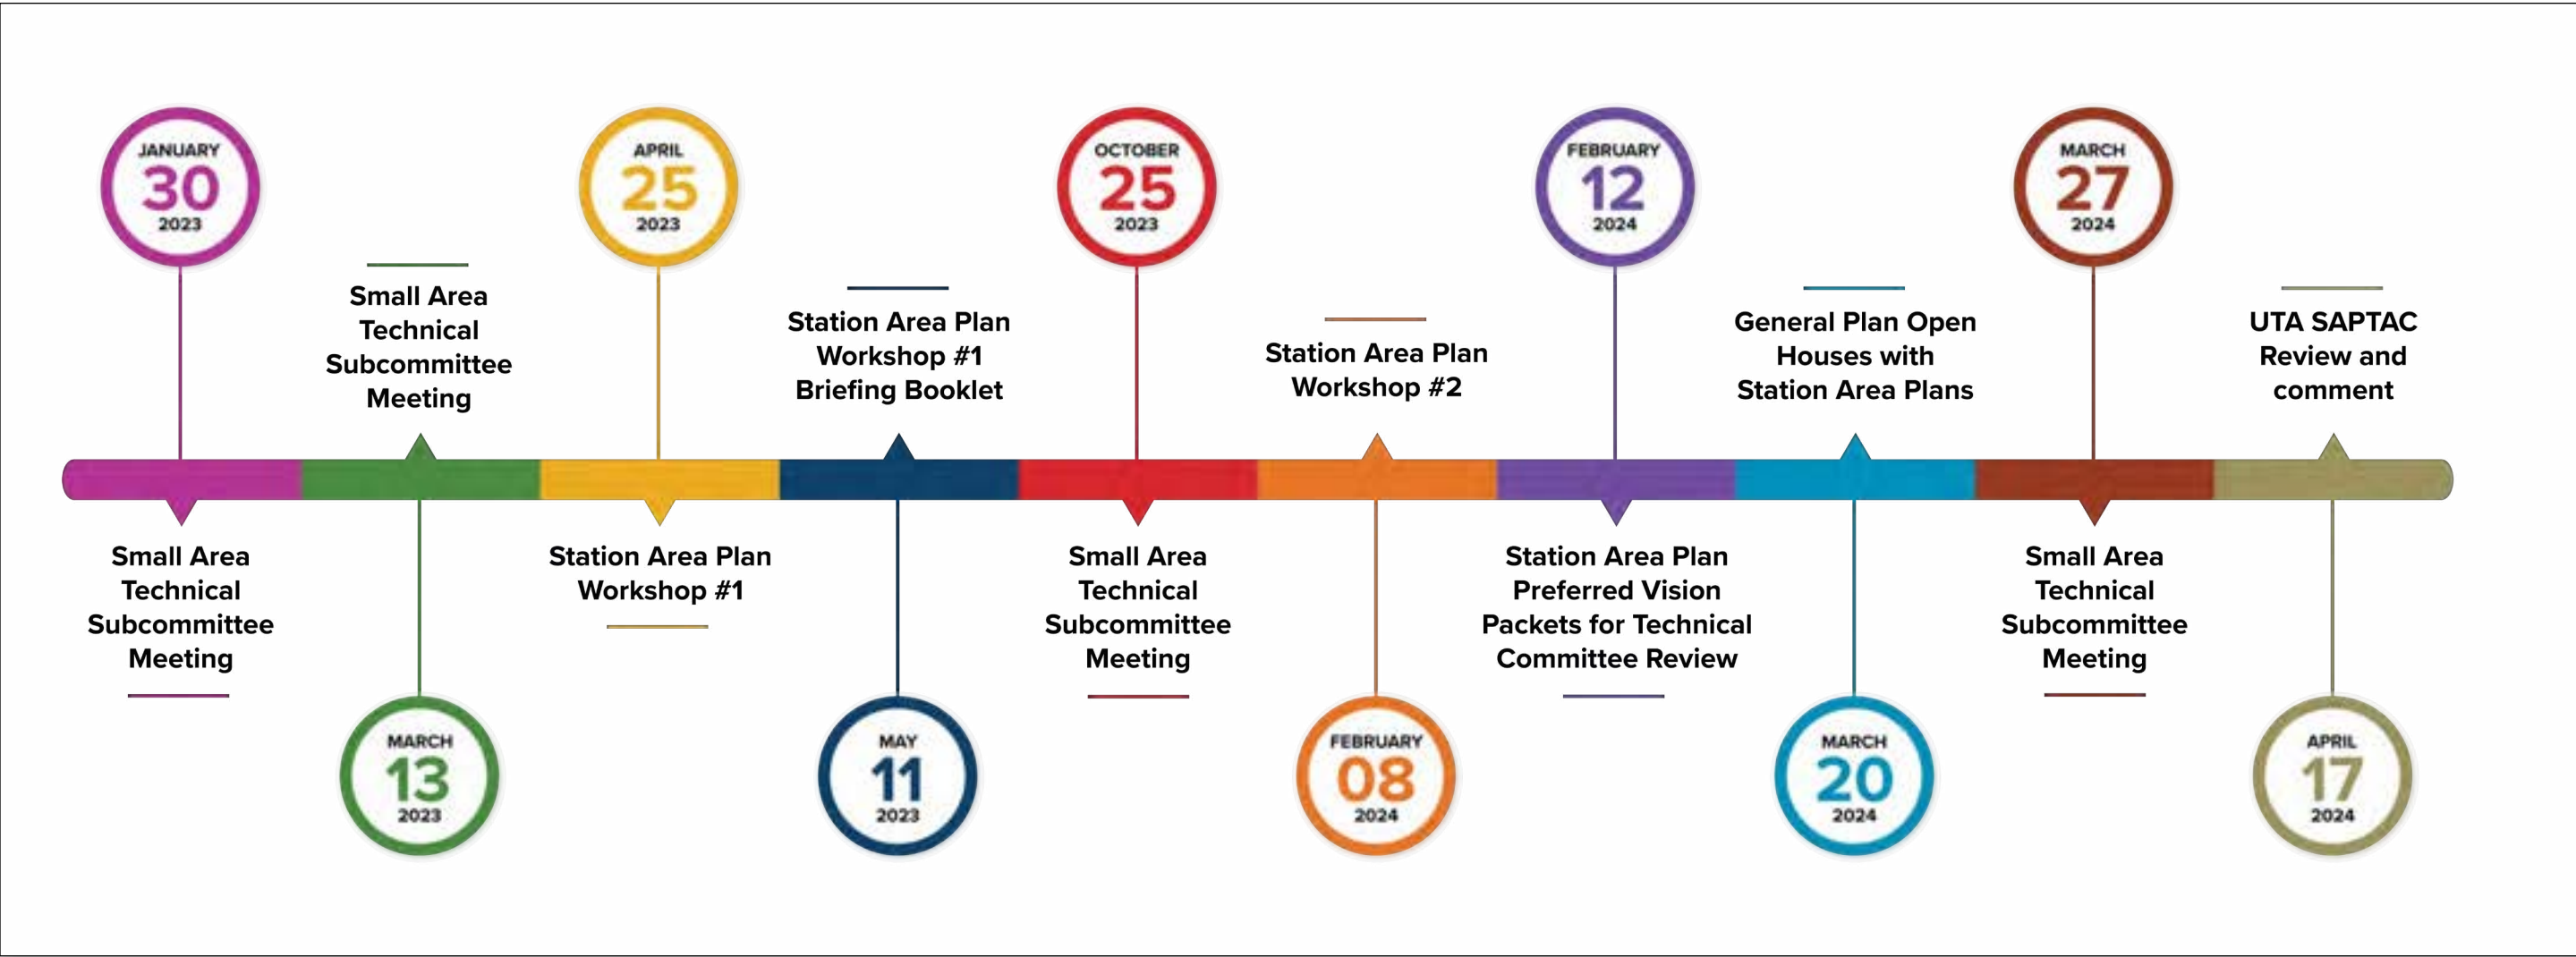 JANUARY
30
2023
Small Area
Technical
Subcommittee
Meeting
Small Area
Technical
Subcommittee
Meeting
MARCH
13
2023
APRIL
25
2023
Station Area Plan
Workshop #1
Station Area Plan
Workshop #1
Briefing Booklet
MAY
11
2023
OCTOBER
25
2023
Small Area
Technical
Subcommittee
Meeting
Station Area Plan
Workshop #2
FEBRUARY
08
2024
FEBRUARY
12
2024
Station Area Plan
Preferred Vision
Packets for Technical
Committee Review
General Plan Open
Houses with
Station Area Plans
MARCH
20
2024
MARCH
27
2024
Small Area
Technical
Subcommittee
Meeting
UTA SAPTAC
Review and
comment
APRIL
17
2024